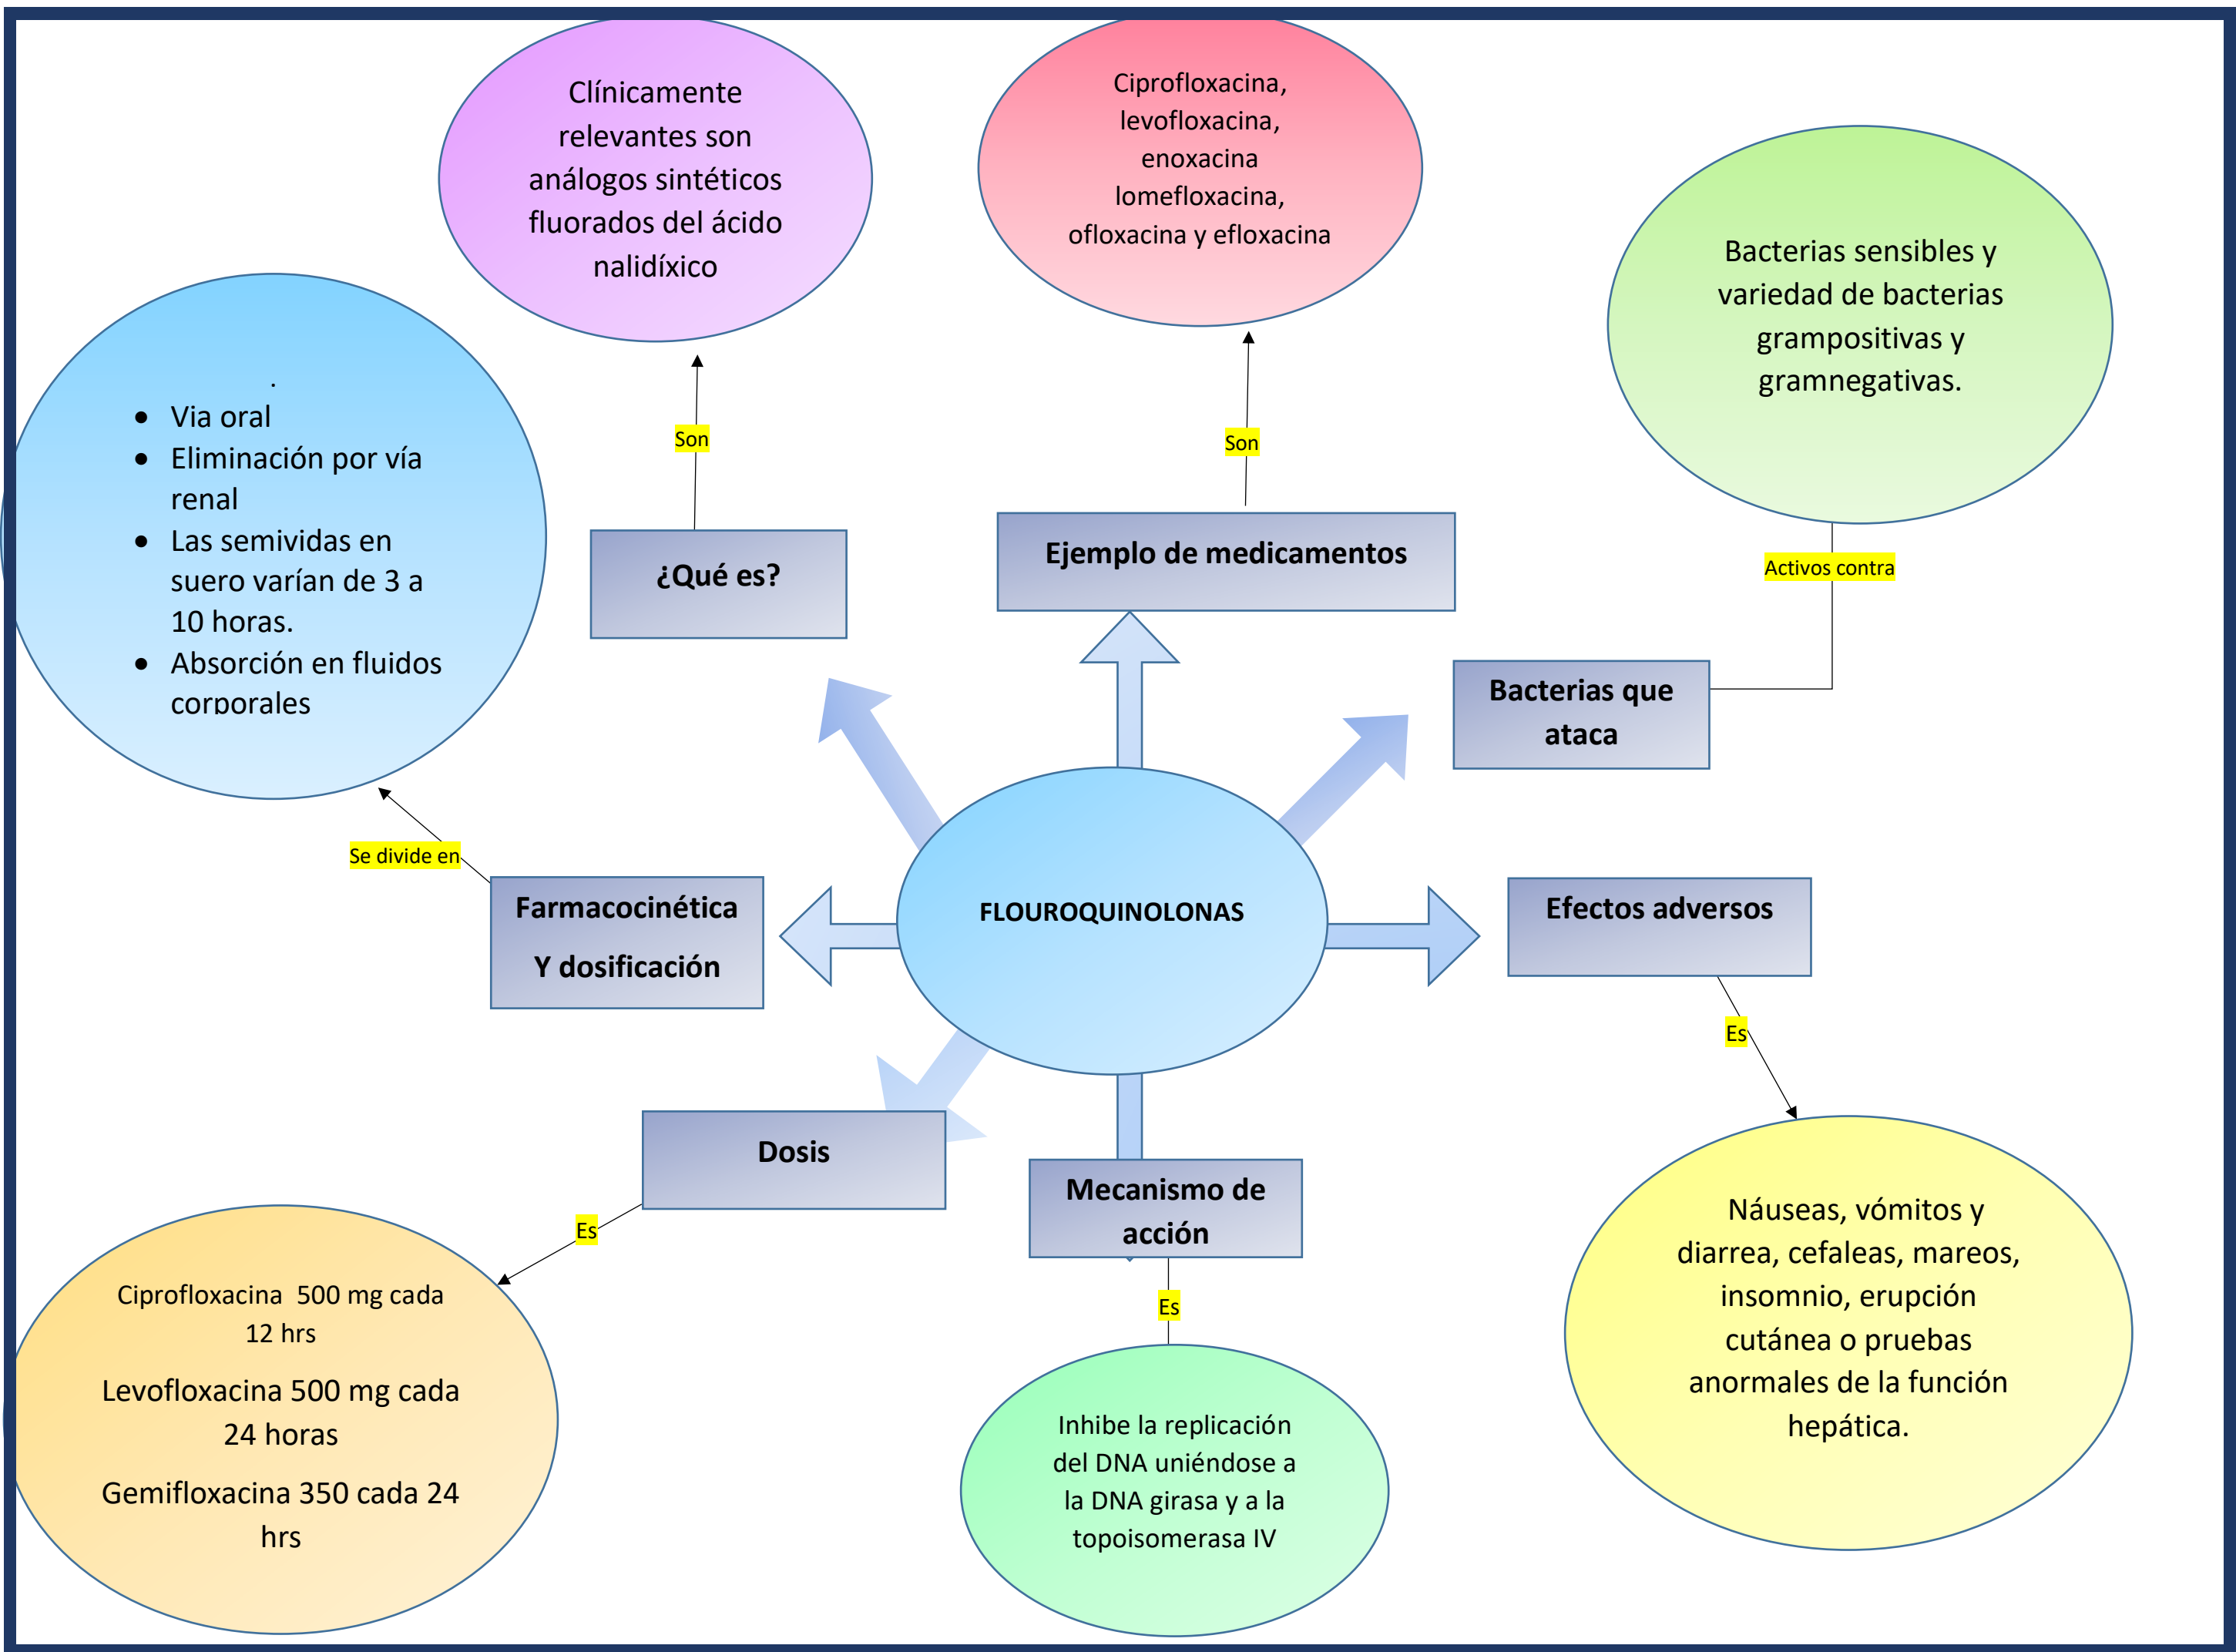 Clínicamente
relevantes son
análogos sintéticos
fluorados del ácido
nalidíxico
Ciprofloxacina,
levofloxacina,
enoxacina
lomefloxacina,
ofloxacina y efloxacina
Bacterias sensibles y
variedad de bacterias
grampositivas y
gramnegativas.
.
• Via oral
• Eliminación por vía
renal
• Las semividas en
suero varían de 3 a
10 horas.
• Absorción en fluidos
corporales
Son
Son
Activos contra
¿Qué es?
Ejemplo de medicamentos
Bacterias que
ataca
Se divide en
Farmacocinética
Y dosificación
FLOUROQUINOLONAS
Efectos adversos
Es
Dosis
Mecanismo de
acción
Es
Es
Ciprofloxacina  500 mg cada
12 hrs
Levofloxacina 500 mg cada
24 horas
Gemifloxacina 350 cada 24
hrs
Inhibe la replicación
del DNA uniéndose a
la DNA girasa y a la
topoisomerasa IV
Náuseas, vómitos y
diarrea, cefaleas, mareos,
insomnio, erupción
cutánea o pruebas
anormales de la función
hepática.